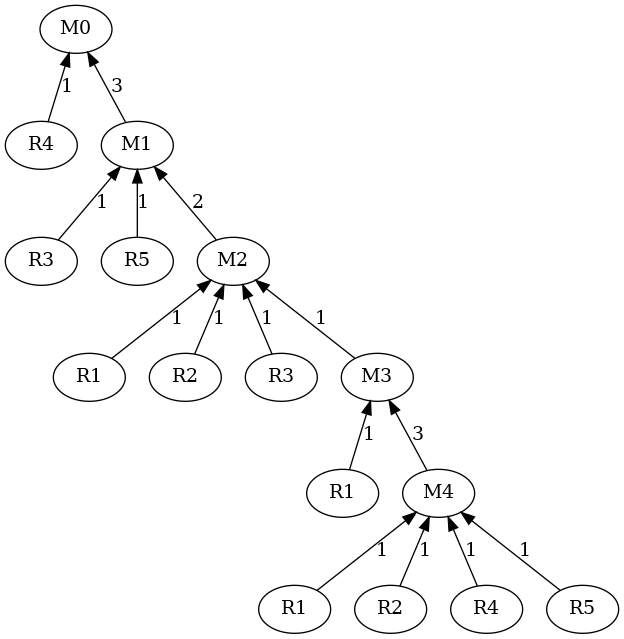 M0
1 3
R4 M1
1 1 2
R3 R5 M2
1 1 1 1
R1 R2 R3 M3
1 3
R1 M4
1 1 1 1
R1 R2 R4 R5